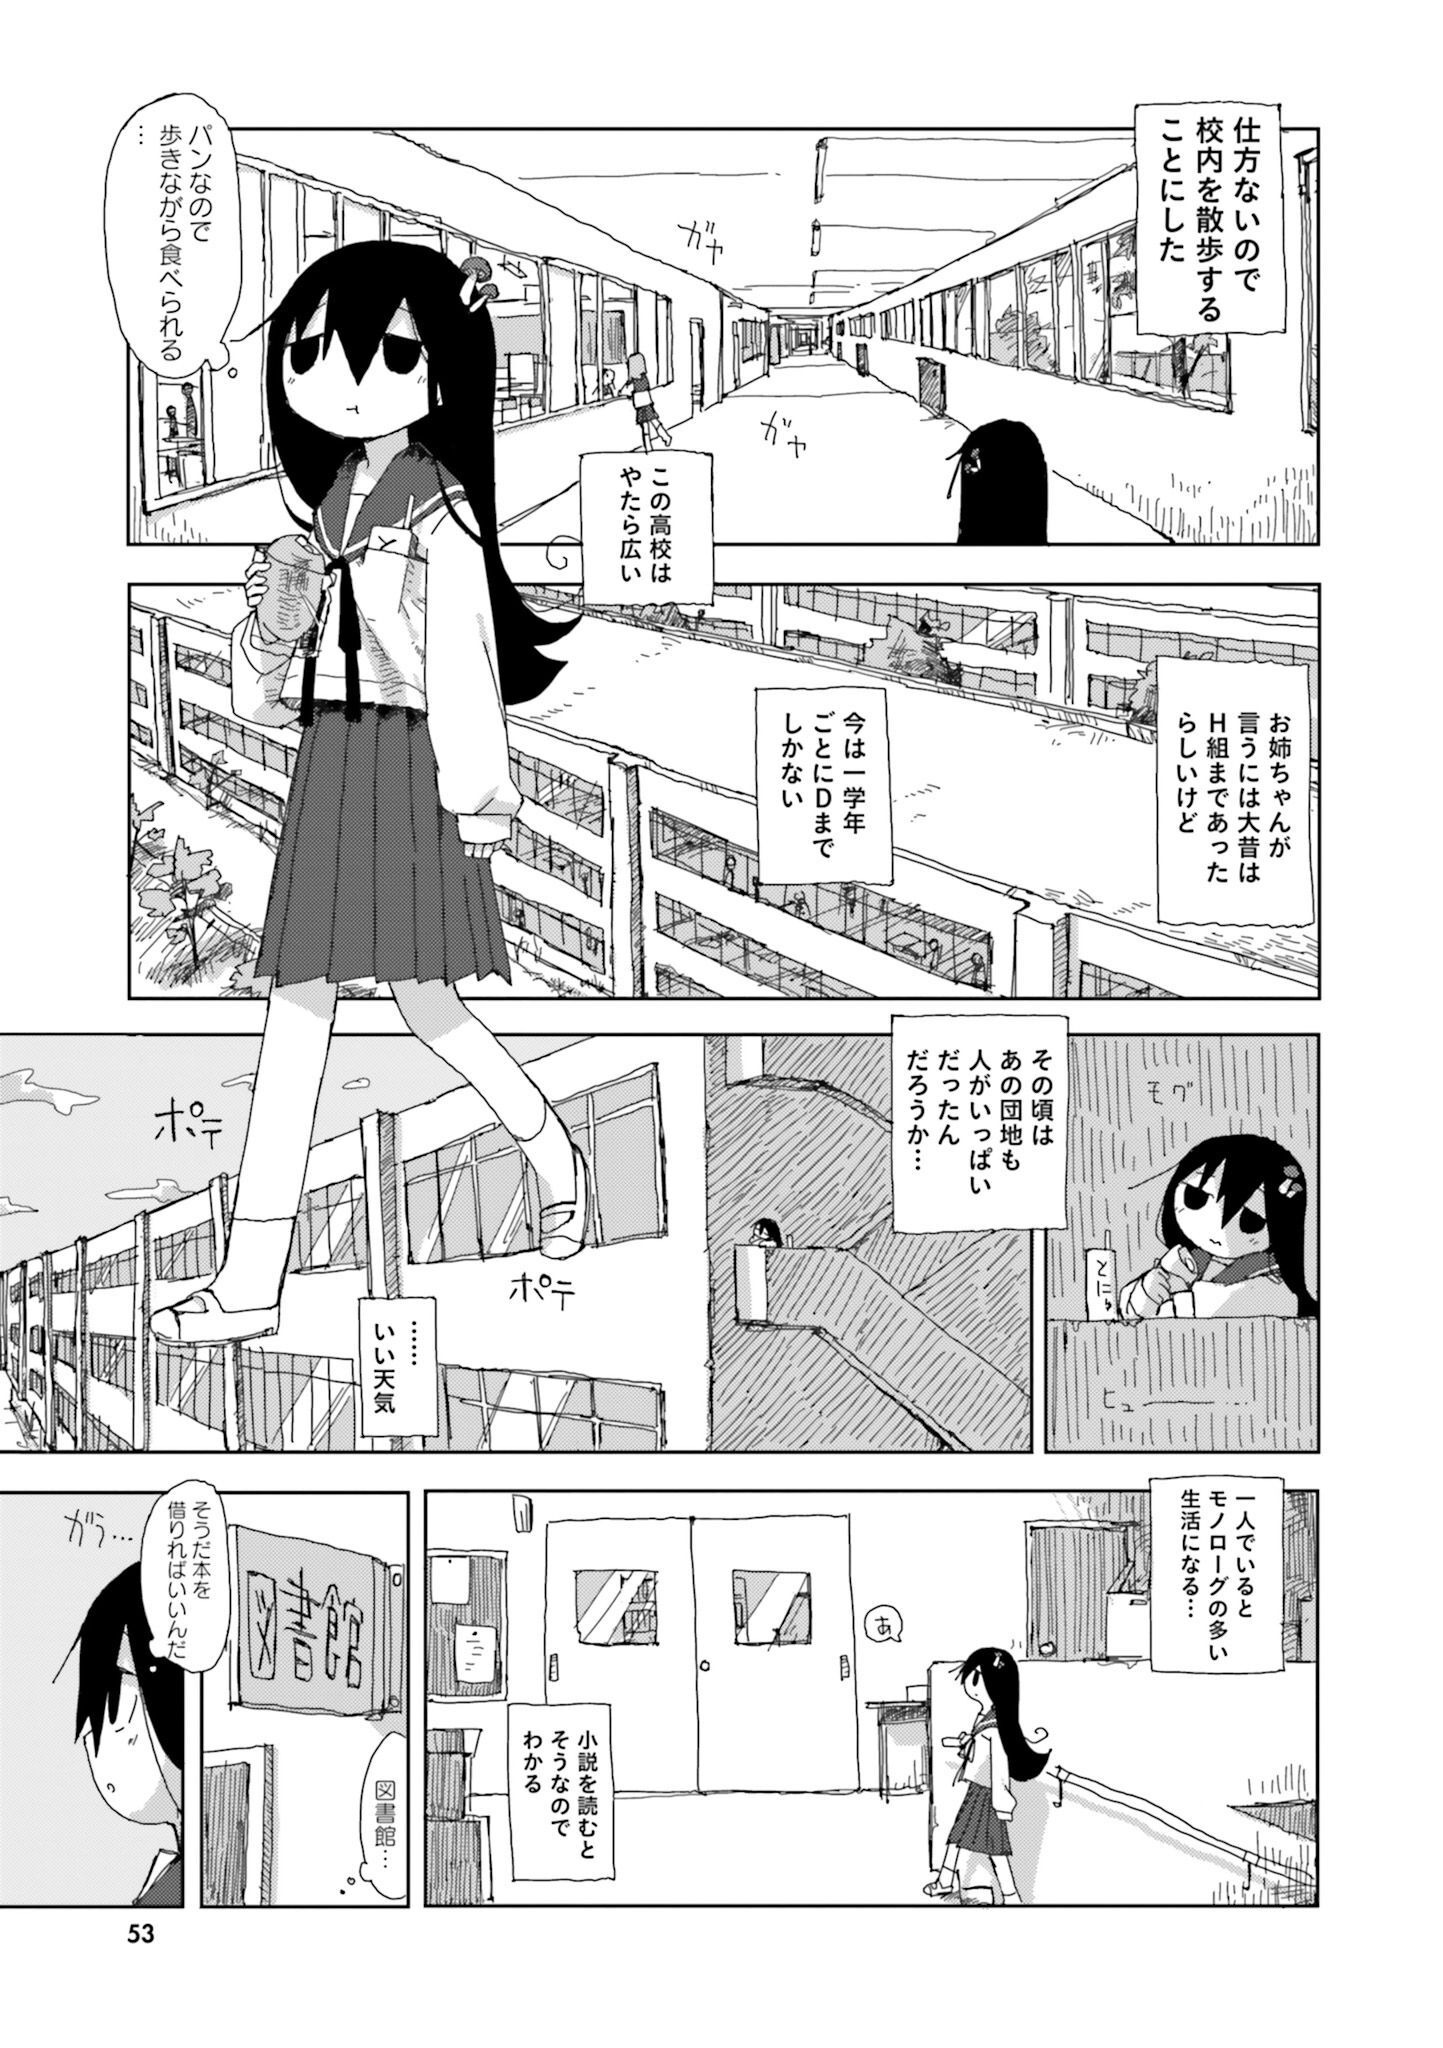 仕方ないので
校内を散歩する
ことにした
ガヤ
ガヤ
パンなので
歩きながら食べられる
…
この高校は
やたら広い
お姉ちゃんが
言うには大昔は
H組まであった
らしいけど
今は一学年
ごとにDまで
しかない
モグ
とにゅ
ヒュー……
その頃は
あの団地も
人がいっぱい
だったん
だろうか…
ポテ
ポテ
……
いい天気
一人でいると
モノローグの多い
生活になる…
あ
小説を読むと
そうなので
わかる
図書館
図書館…
そうだ本を
借りればいいんだ
がら…
53